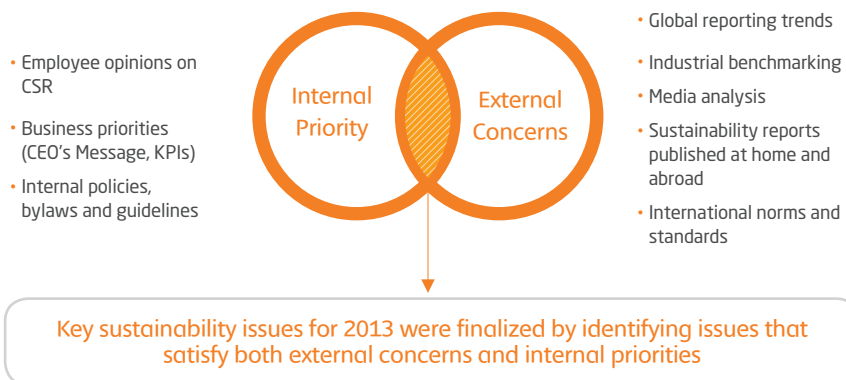 • Employee opinions on
CSR
• Business priorities
(CEO's Message, KPIs)
• Internal policies,
bylaws and guidelines
Internal
Priority
External
Concerns
• Global reporting trends
• Industrial benchmarking
• Media analysis
• Sustainability reports
published at home and
abroad
• International norms and
standards
Key sustainability issues for 2013 were finalized by identifying issues that
satisfy both external concerns and internal priorities